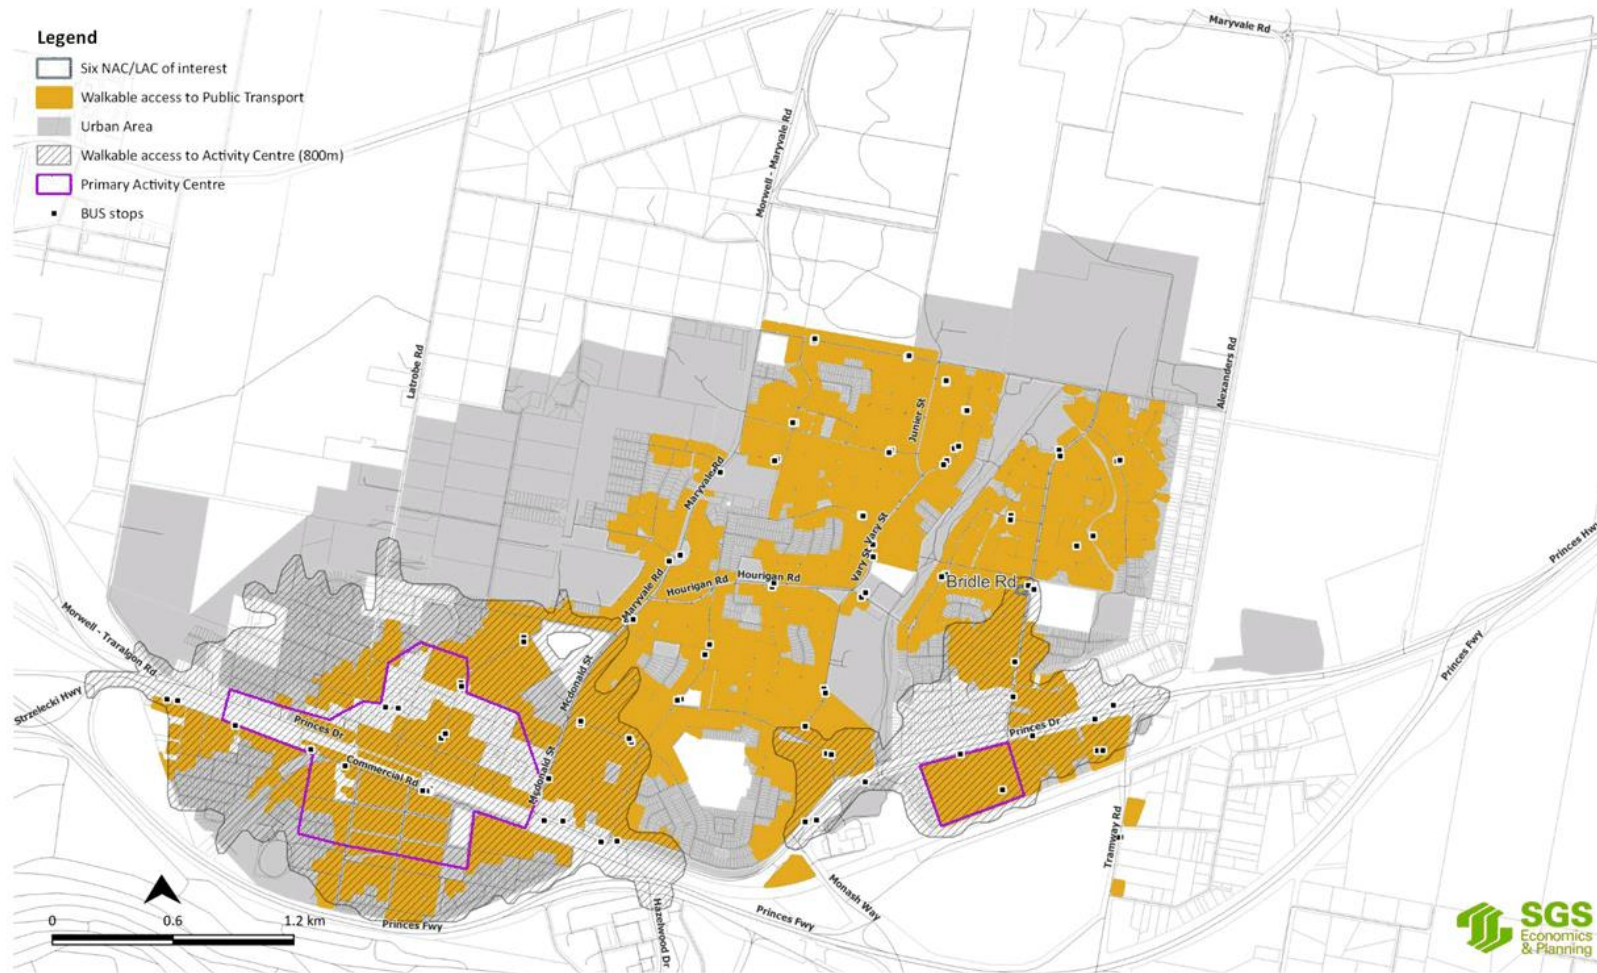 Legend
Six NAC/LAC of interest
Walkable access to Public Transport
Urban Area
Walkable access to Activity Centre (800m)
Primary Activity Centre
BUS stops
Maryvale Rd
Morwell - Maryvale Rd
Latrobe Rd
Alexanders Rd
Junier St
Maryvale Rd
Vary St
Vary St
Princes Hwy
Hourigan Rd
Hourigan Rd
Bridle Rd
Maryvale Rd
Morwell - Traralgon Rd
Princes Fwy
Mcdonald St
Strzelecki Hwy
Princes Dr
Princes Dr
Commercial Rd
Mcdonald St
Tramway Rd
Monash Way
Princes Fwy
Princes Fwy
Hazelwood Dr
0 0.6 1.2 km
SGS
Economics
& Planning